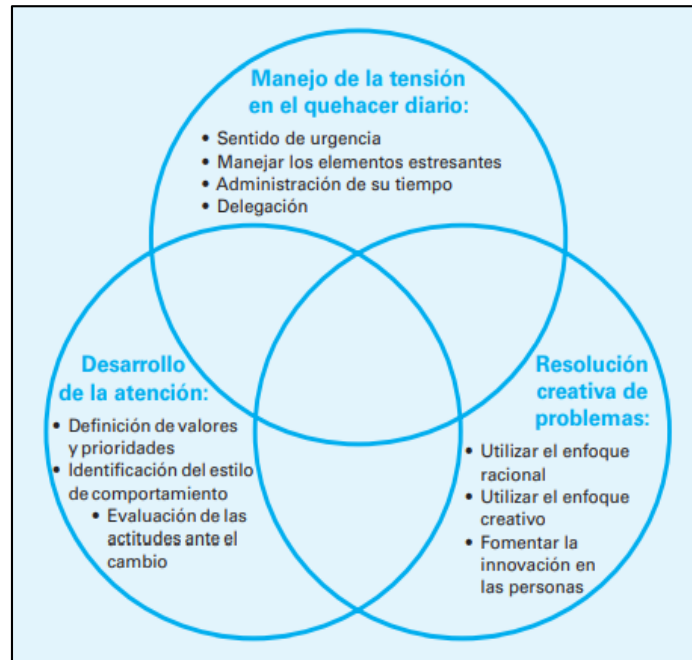 Manejo de la tensión
en el quehacer diario:
• Sentido de urgencia
• Manejar los elementos estresantes
• Administración de su tiempo
• Delegación
Desarrollo
de la atención:
• Definición de valores
y prioridades
• Identificación del estilo
de comportamiento
• Evaluación de las
actitudes ante el
cambio
Resolución
creativa de
problemas:
• Utilizar el enfoque
racional
• Utilizar el enfoque
creativo
• Fomentar la
innovación en
las personas